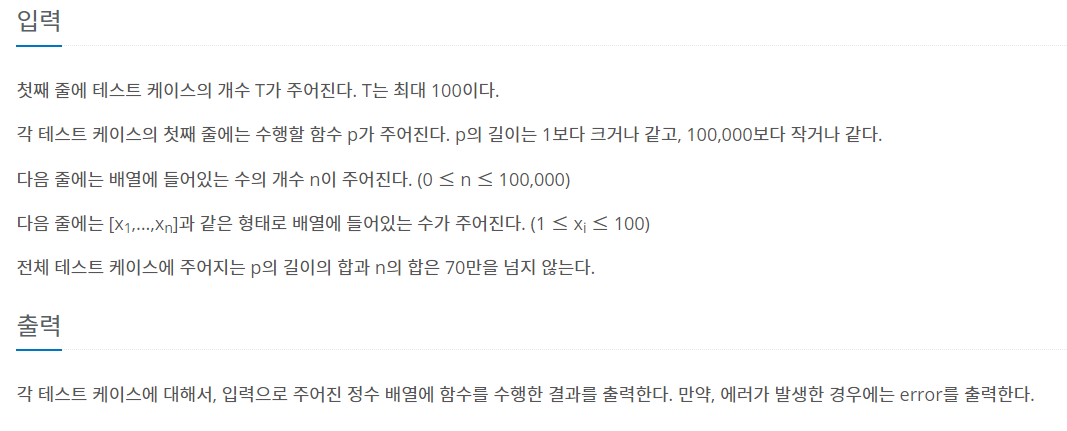 입력
첫째 줄에 테스트 케이스의 개수 T가 주어진다. T는 최대 100이다.
각 테스트 케이스의 첫째 줄에는 수행할 함수 p가 주어진다. p의 길이는 1보다 크거나 같고, 100,000보다 작거나 같다.
다음 줄에는 배열에 들어있는 수의 개수 n이 주어진다. (0 ≤ n ≤ 100,000)
다음 줄에는 [x1,...,xn]과 같은 형태로 배열에 들어있는 수가 주어진다. (1 ≤ xi ≤ 100)
전체 테스트 케이스에 주어지는 p의 길이의 합과 n의 합은 70만을 넘지 않는다.
출력
각 테스트 케이스에 대해서, 입력으로 주어진 정수 배열에 함수를 수행한 결과를 출력한다. 만약, 에러가 발생한 경우에는 error를 출력한다.